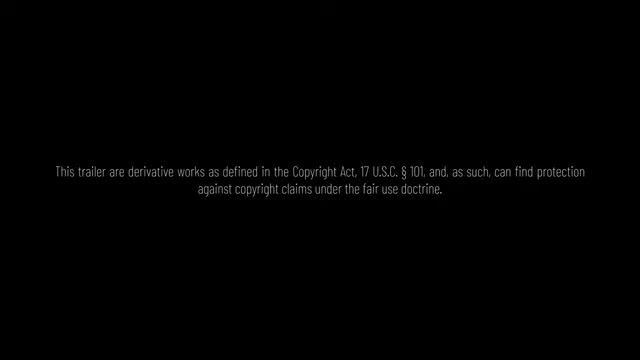 This trailer are derivative works as defined in the Copyright Act, 17 U.S.C. § 101, and, as such, can find protection
against copyright claims under the fair use doctrine.